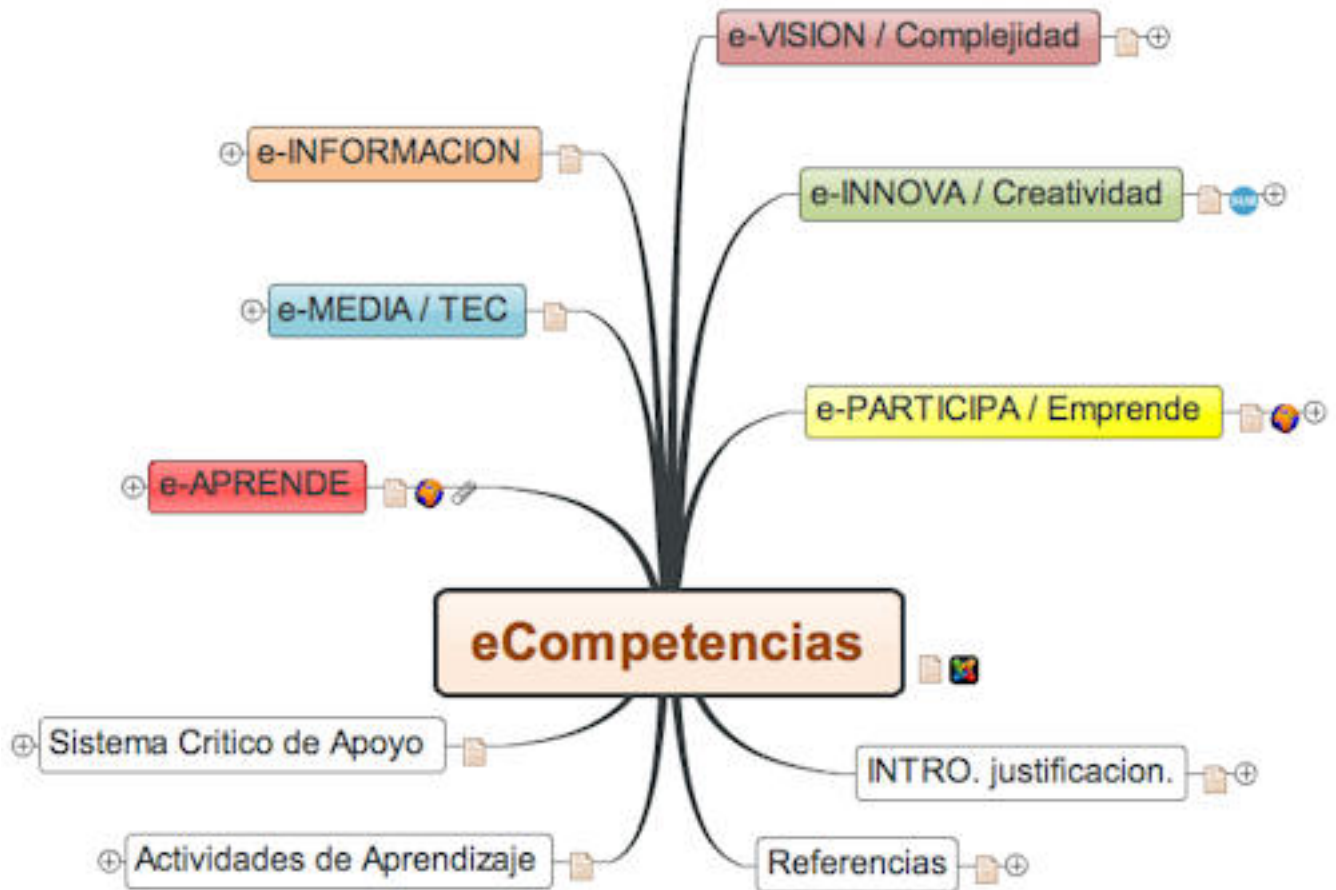 e-VISION / Complejidad
e-INFORMACION
e-INNOVA / Creatividad
e-MEDIA / TEC
e-PARTICIPA / Emprende
e-APRENDE
eCompetencias
Sistema Critico de Apoyo
INTRO. justificacion.
Actividades de Aprendizaje
Referencias